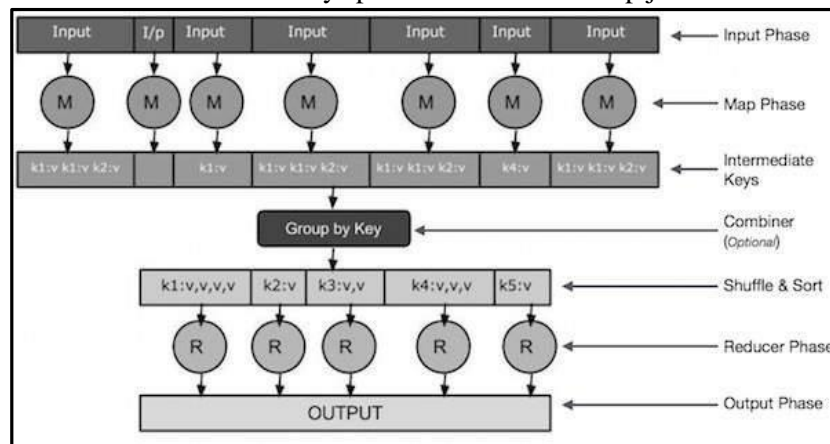 Input I/p Input Input Input Input Input Input Phase
M M M M M M M Map Phase
k1:v k1:v k2:v k1:v k1:v k1:v k2:v k1:v k1:v k2:v k4:v k1:v k1:v k2:v Intermediate
Keys
Group by Key Combiner
(Optional)
k1:v,v,v,v k2:v k3:v,v k4:v,v,v k5:v Shuffle & Sort
R R R R R Reducer Phase
OUTPUT Output Phase